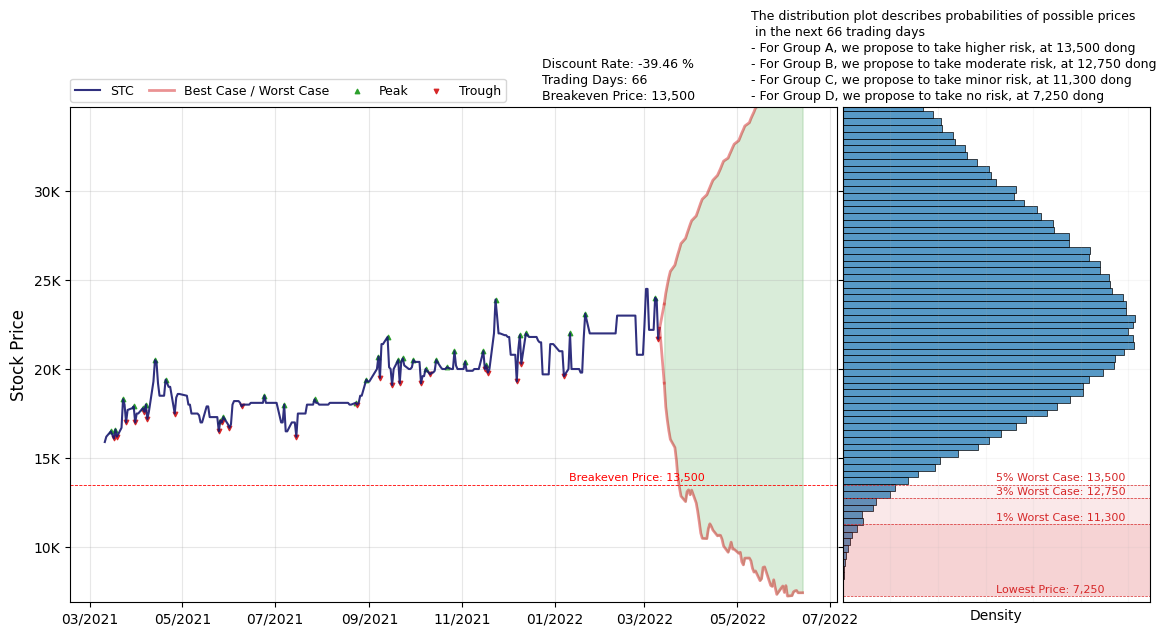 The distribution plot describes probabilities of possible prices
in the next 66 trading days
- For Group A, we propose to take higher risk, at 13,500 dong
- For Group B, we propose to take moderate risk, at 12,750 dong
- For Group C, we propose to take minor risk, at 11,300 dong
- For Group D, we propose to take no risk, at 7,250 dong
Discount Rate: -39.46 %
Trading Days: 66
Breakeven Price: 13,500
STC
Best Case / Worst Case
Peak
Trough
Stock Price
30K
25K
20K
15K
10K
Breakeven Price: 13,500
5% Worst Case: 13,500
3% Worst Case: 12,750
1% Worst Case: 11,300
Lowest Price: 7,250
03/2021
05/2021
07/2021
09/2021
11/2021
01/2022
03/2022
05/2022
07/2022
Density